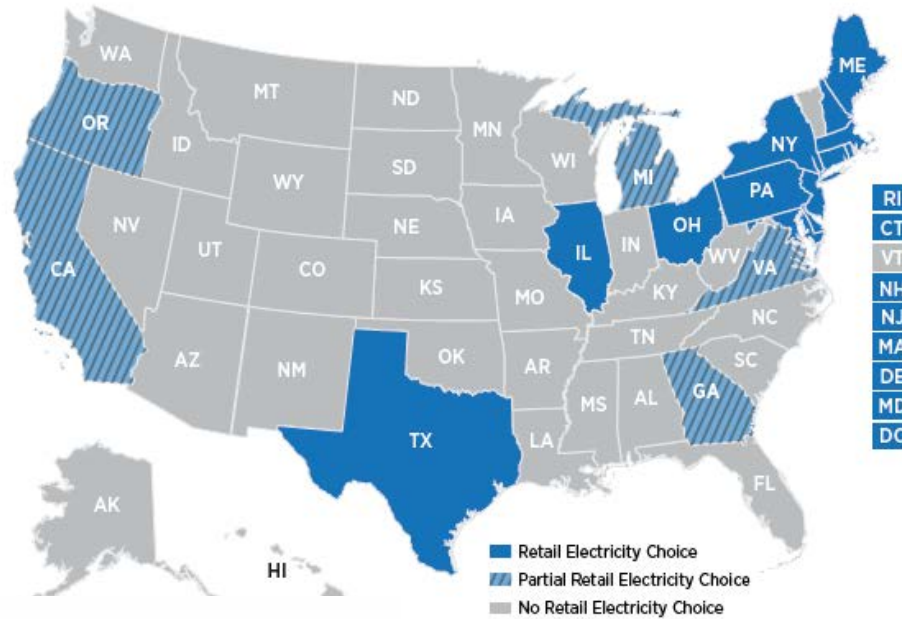 WA
ME
MT
ND
OR
MN
NY
ID
WI
SD
MI
WY
PA
RI
IA
NE
CT
NV
OH
IL
IN
UT
VT
WV
CA
CO
VA
NH
KS
MO
KY
NJ
NC
TN
MA
AZ
OK
NM
AR
SC
DE
GA
MS
AL
MD
TX
LA
DC
FL
AK
HI
Retail Electricity Choice
Partial Retail Electricity Choice
No Retail Electricity Choice